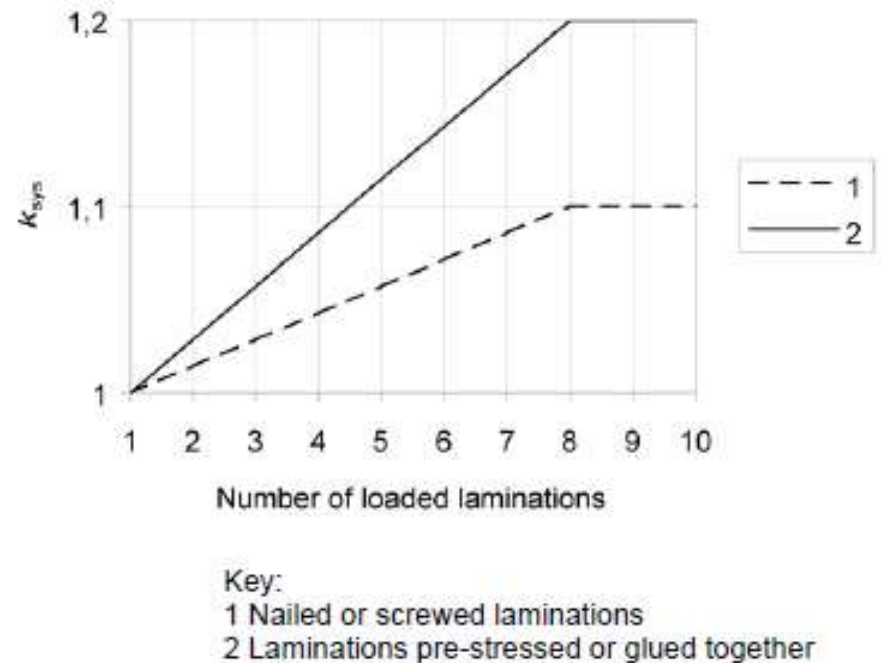 1,2
1,1
1
k sys
1 2 3 4 5 6 7 8 9 10
Number of loaded laminations
1
2
Key:
1 Nailed or screwed laminations
2 Laminations pre-stressed or glued together